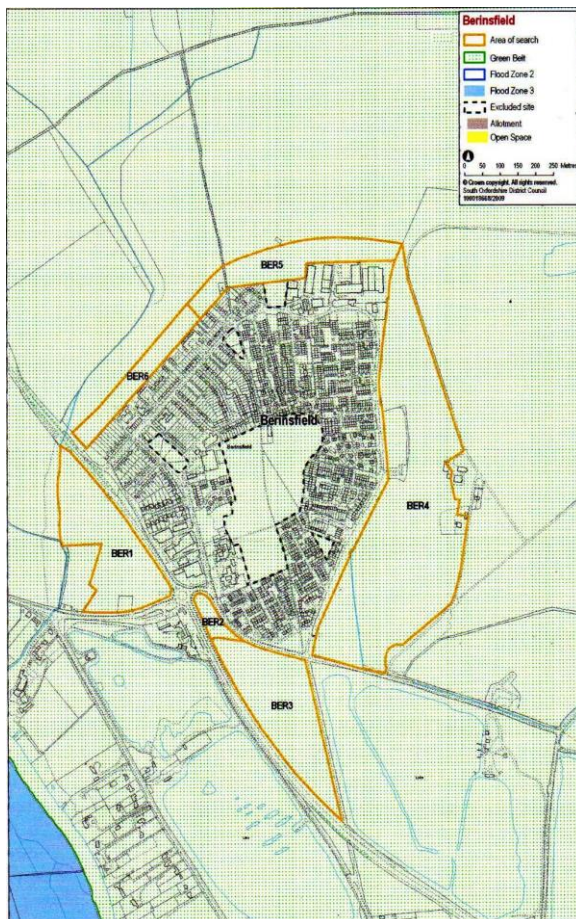 Berinsfield
Area of search
Green Belt
Flood Zone 2
Flood Zone 3
Excluded site
Allotment
Open Space
0 50 100 150 200 250 Metres
© Crown copyright. All rights reserved.
South Oxfordshire District Council
BER5
BER6
Berinsfield
Berinsfield
BER4
BER1
BER2
BER3
Lake